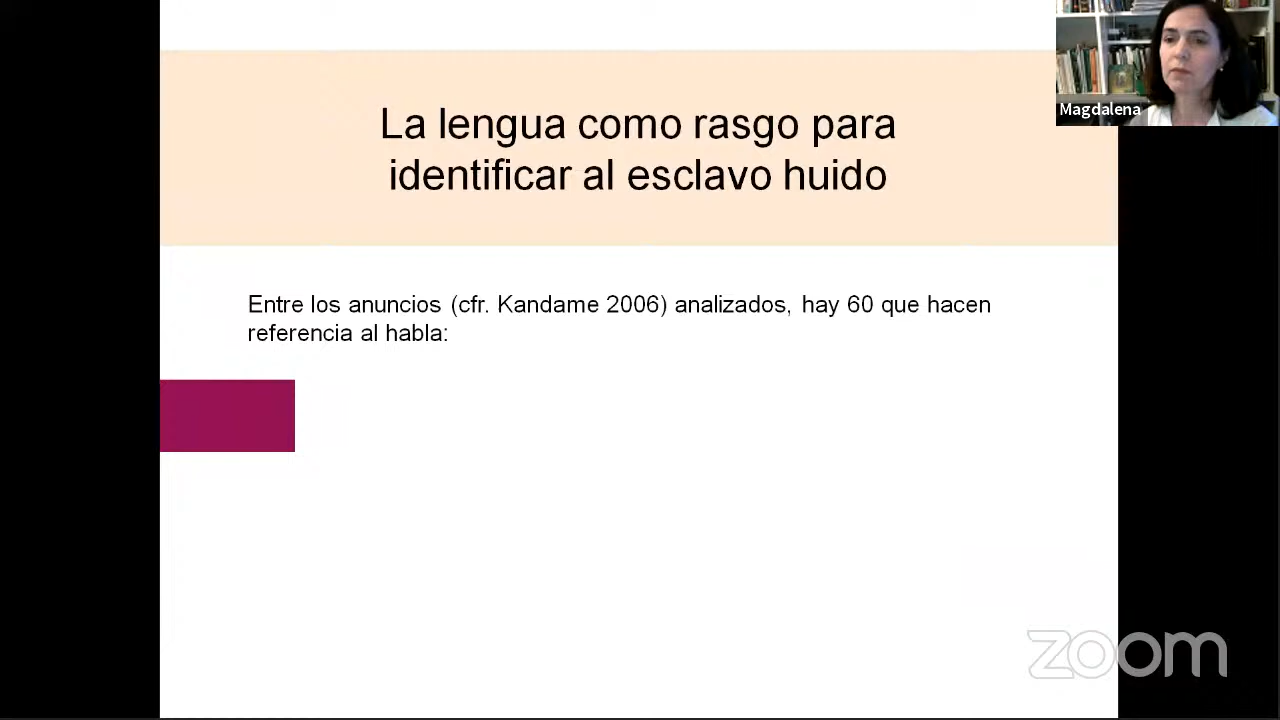 La lengua como rasgo para
identificar al esclavo huido
Entre los anuncios (cfr. Kandame 2006) analizados, hay 60 que hacen
referencia al habla:
Magdalena
zoom